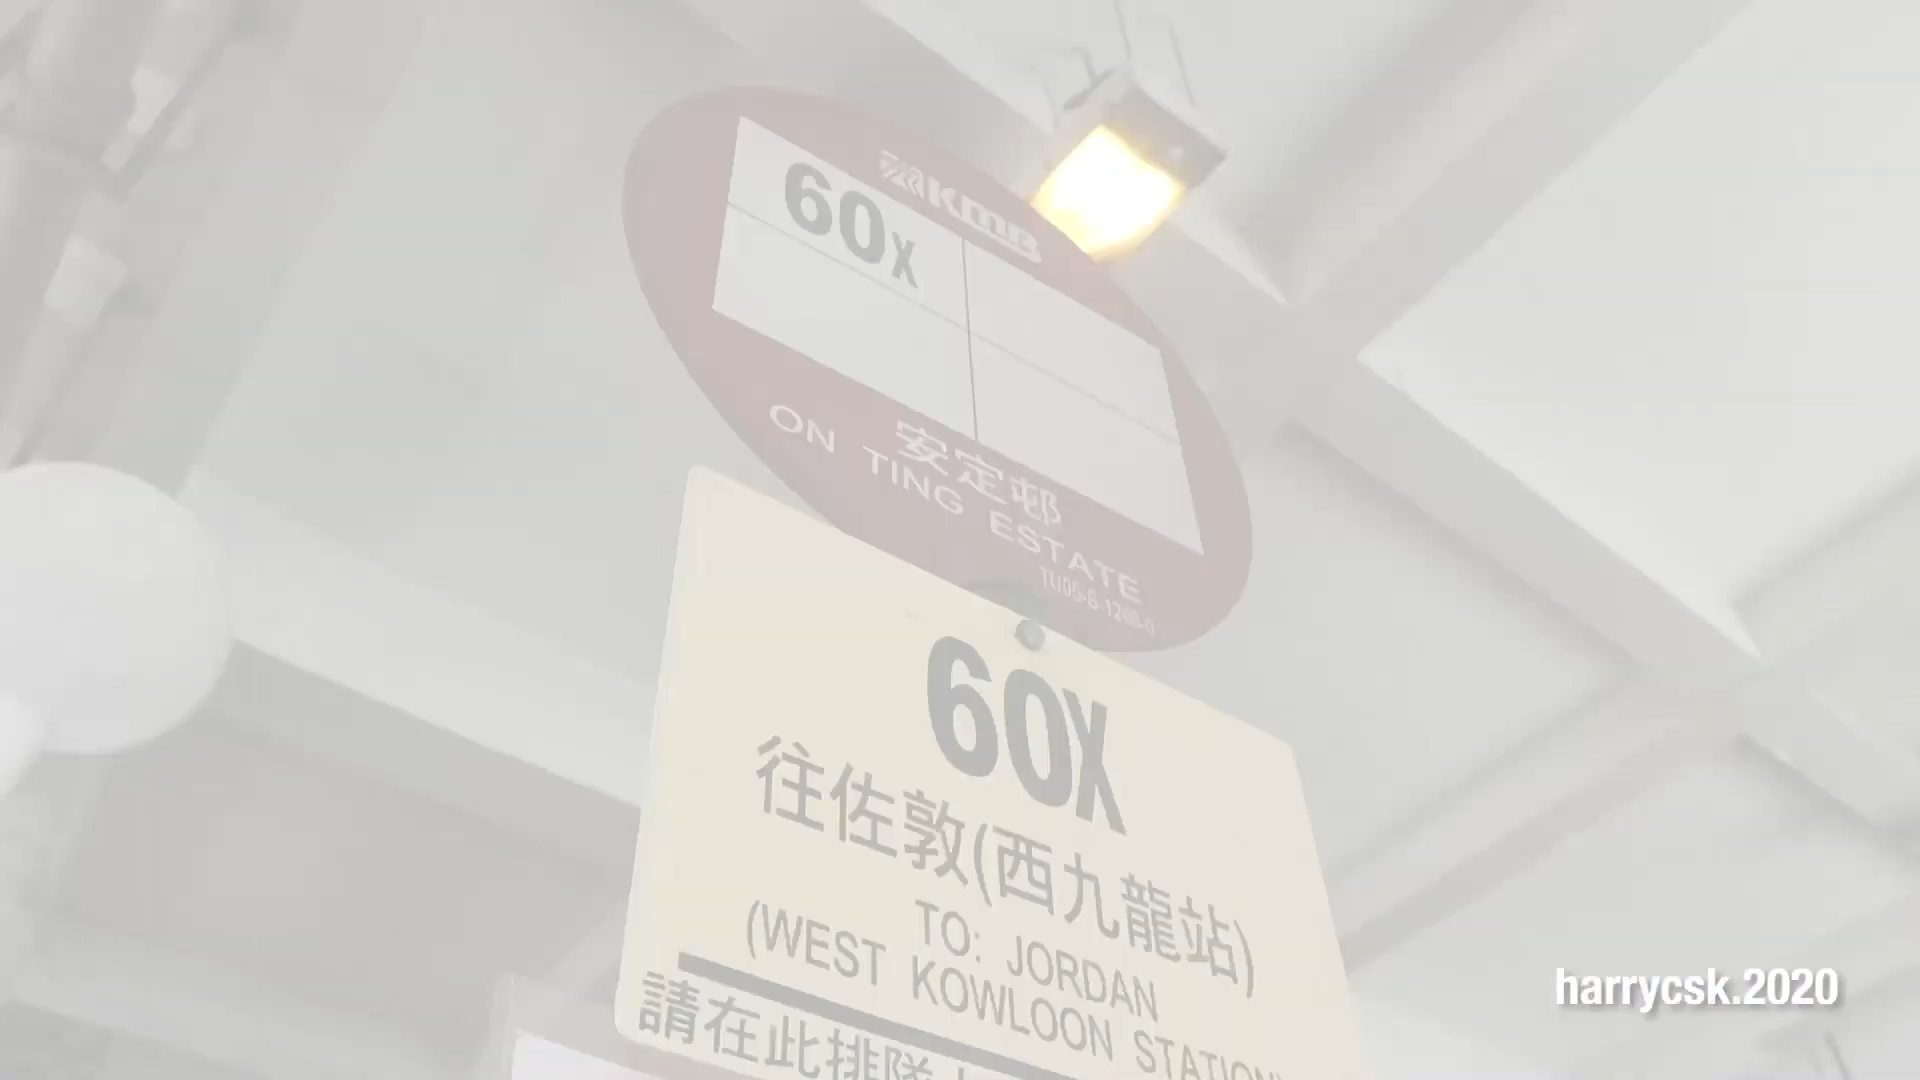 KMB
60X
安定邨
ON TING ESTATE
60X
往佐敦(西九龍站)
TO: JORDAN
(WEST KOWLOON STATION)
請在此排隊
harrycsk.2020